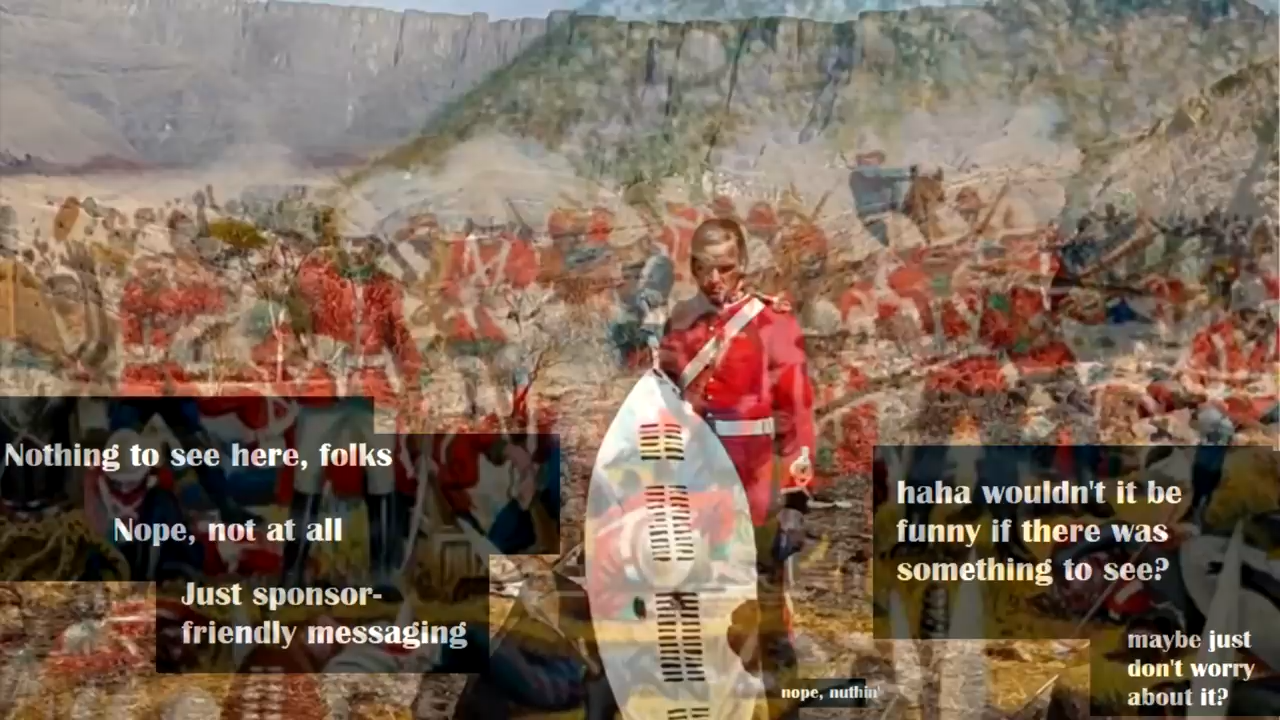 Nothing to see here, folks
Nope, not at all
Just sponsor-
friendly messaging
haha wouldn't it be
funny if there was
something to see?
maybe just
don't worry
about it?
nope, nuthin'